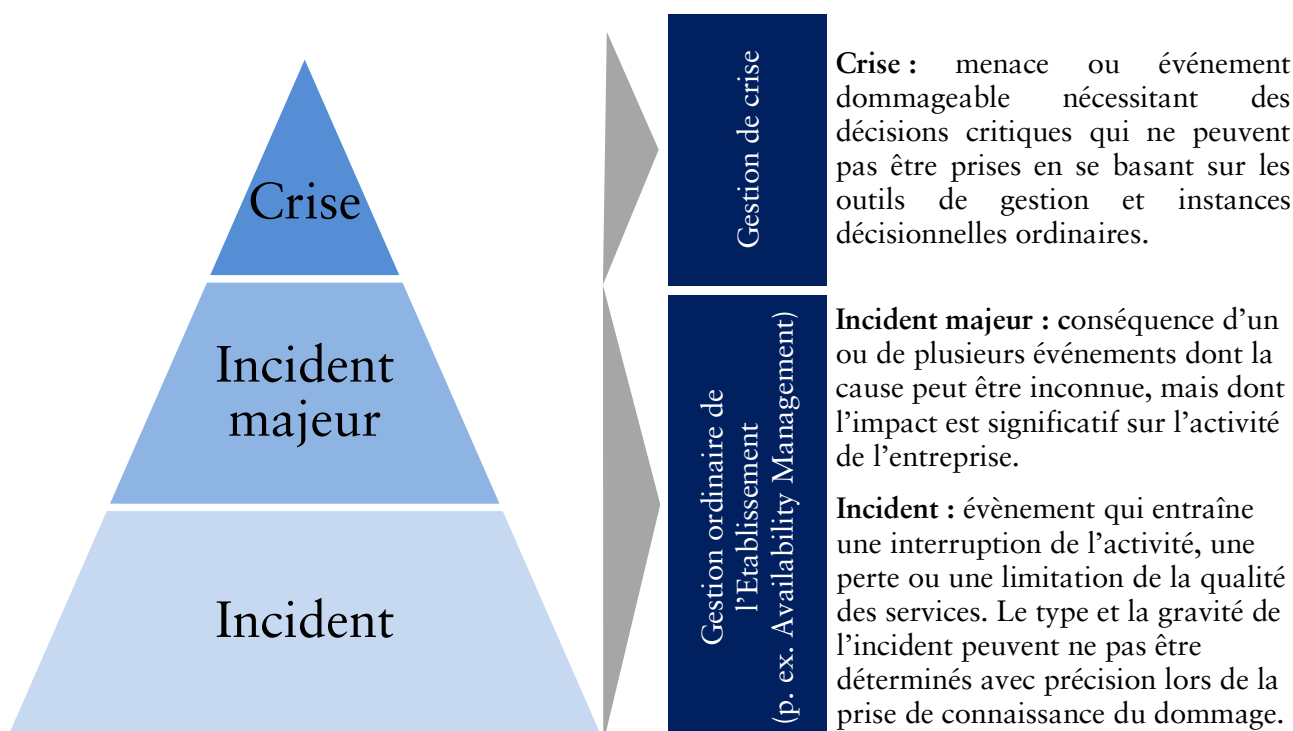 Crise
Incident
majeur
Incident
Gestion de crise
Gestion ordinaire de
l’Etablissement
(p. ex. Availability Management)
Crise : menace ou événement
dommageable nécessitant des
décisions critiques qui ne peuvent
pas être prises en se basant sur les
outils de gestion et instances
décisionnelles ordinaires.
Incident majeur : conséquence d’un
ou de plusieurs événements dont la
cause peut être inconnue, mais dont
l’impact est significatif sur l’activité
de l’entreprise.
Incident : évènement qui entraîne
une interruption de l’activité, une
perte ou une limitation de la qualité
des services. Le type et la gravité de
l’incident peuvent ne pas être
déterminés avec précision lors de la
prise de connaissance du dommage.